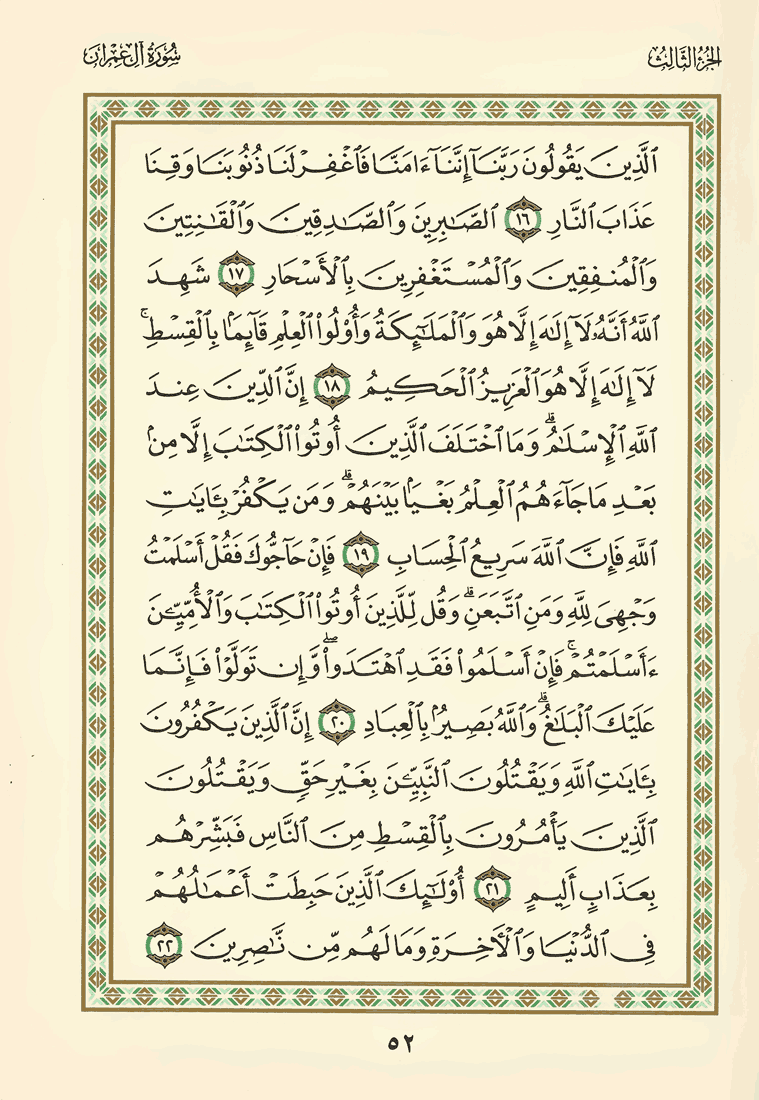 الجزء الثالث
سورة آل عمران
ٱلَّذِينَ يَقُولُونَ رَبَّنَآ إِنَّنَآ ءَامَنَّا فَٱغْفِرْ لَنَا ذُنُوبَنَا وَقِنَا
عَذَابَ ٱلنَّارِ ١٦ ٱلصَّٰبِرِينَ وَٱلصَّٰدِقِينَ وَٱلْقَٰنِتِينَ
وَٱلْمُنفِقِينَ وَٱلْمُسْتَغْفِرِينَ بِٱلْأَسْحَارِ ١٧ شَهِدَ
ٱللَّهُ أَنَّهُۥ لَآ إِلَٰهَ إِلَّا هُوَ وَٱلْمَلَٰٓئِكَةُ وَأُو۟لُوا۟ ٱلْعِلْمِ قَآئِمًۢا بِٱلْقِسْطِ ۚ
لَآ إِلَٰهَ إِلَّا هُوَ ٱلْعَزِيزُ ٱلْحَكِيمُ ١٨ إِنَّ ٱلدِّينَ عِندَ
ٱللَّهِ ٱلْإِسْلَٰمُ ۗ وَمَا ٱخْتَلَفَ ٱلَّذِينَ أُوتُوا۟ ٱلْكِتَٰبَ إِلَّا مِنۢ
بَعْدِ مَا جَآءَهُمُ ٱلْعِلْمُ بَغْيًۢا بَيْنَهُمْ ۗ وَمَن يَكْفُرْ بِـَٔايَٰتِ
ٱللَّهِ فَإِنَّ ٱللَّهَ سَرِيعُ ٱلْحِسَابِ ١٩ فَإِنْ حَآجُّوكَ فَقُلْ أَسْلَمْتُ
وَجْهِىَ لِلَّهِ وَمَنِ ٱتَّبَعَنِ ۗ وَقُل لِّلَّذِينَ أُوتُوا۟ ٱلْكِتَٰبَ وَٱلْأُمِّيِّـۧنَ
ءَأَسْلَمْتُمْ ۚ فَإِنْ أَسْلَمُوا۟ فَقَدِ ٱهْتَدَوا۟ ۖ وَّإِن تَوَلَّوْا۟ فَإِنَّمَا
عَلَيْكَ ٱلْبَلَٰغُ ۗ وَٱللَّهُ بَصِيرٌۢ بِٱلْعِبَادِ ٢٠ إِنَّ ٱلَّذِينَ يَكْفُرُونَ
بِـَٔايَٰتِ ٱللَّهِ وَيَقْتُلُونَ ٱلنَّبِيِّـۧنَ بِغَيْرِ حَقٍّ وَيَقْتُلُونَ
ٱلَّذِينَ يَأْمُرُونَ بِٱلْقِسْطِ مِنَ ٱلنَّاسِ فَبَشِّرْهُم
بِعَذَابٍ أَلِيمٍ ٢١ أُو۟لَٰٓئِكَ ٱلَّذِينَ حَبِطَتْ أَعْمَٰلُهُمْ
فِى ٱلدُّنْيَا وَٱلْءَاخِرَةِ وَمَا لَهُم مِّن نَّٰصِرِينَ ٢٢
٥٢